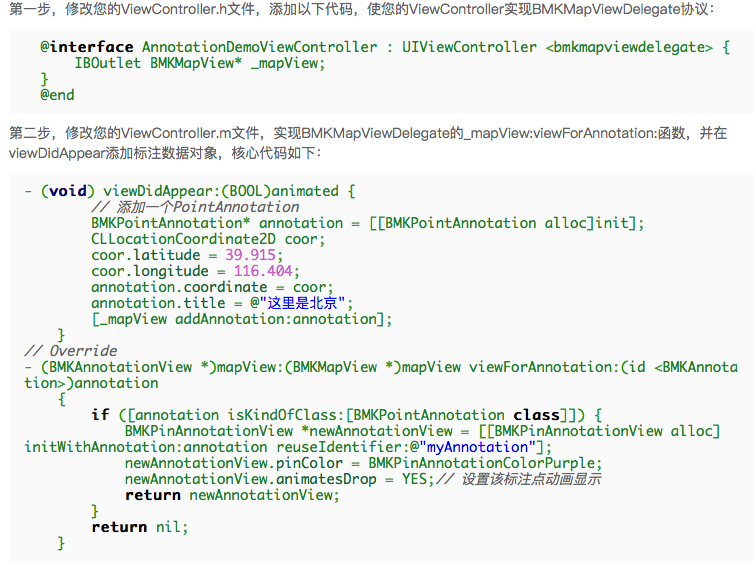 第一步，修改您的ViewController.h文件，添加以下代码，使您的ViewController实现BMKMapViewDelegate协议：
@interface AnnotationDemoViewController : UIViewController <bmkmapviewdelegate> {
    IBOutlet BMKMapView* _mapView;
}
@end
第二步，修改您的ViewController.m文件，实现BMKMapViewDelegate的_mapView:viewForAnnotation:函数，并在
viewDidAppear添加标注数据对象，核心代码如下：
- (void) viewDidAppear:(BOOL)animated {
        // 添加一个PointAnnotation
        BMKPointAnnotation* annotation = [[BMKPointAnnotation alloc]init];
        CLLocationCoordinate2D coor;
        coor.latitude = 39.915;
        coor.longitude = 116.404;
        annotation.coordinate = coor;
        annotation.title = @"这里是北京";
        [_mapView addAnnotation:annotation];
    }
// Override
- (BMKAnnotationView *)mapView:(BMKMapView *)mapView viewForAnnotation:(id <BMKAnnota
tion>)annotation
    {
        if ([annotation isKindOfClass:[BMKPointAnnotation class]]) {
            BMKPinAnnotationView *newAnnotationView = [[BMKPinAnnotationView alloc]
initWithAnnotation:annotation reuseIdentifier:@"myAnnotation"];
            newAnnotationView.pinColor = BMKPinAnnotationColorPurple;
            newAnnotationView.animatesDrop = YES;// 设置该标注点动画显示
            return newAnnotationView;
        }
        return nil;
    }